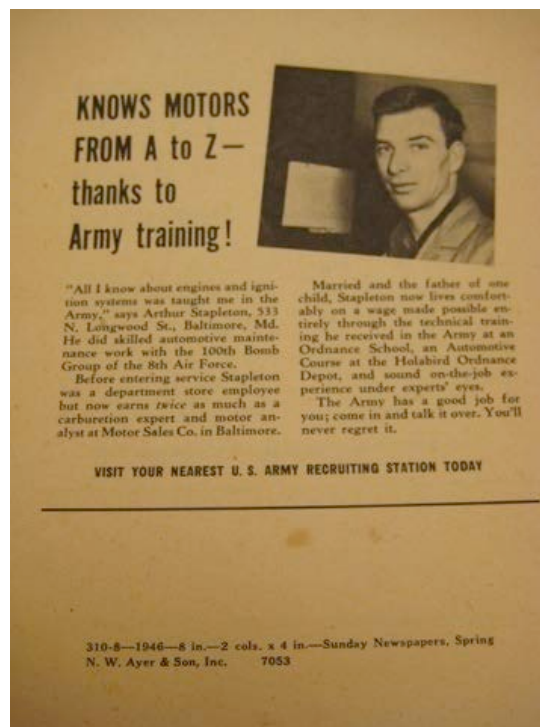 KNOWS MOTORS
FROM A to Z—
thanks to
Army training!
"All I know about engines and igni-
tion systems was taught me in the
Army," says Arthur Stapleton, 533
N. Longwood St., Baltimore, Md.
He did skilled automotive mainte-
nance work with the 100th Bomb
Group of the 8th Air Force.
Before entering service Stapleton
was a department store employee
but now earns twice as much as a
carburetion expert and motor an-
alyst at Motor Sales Co. in Baltimore.
Married and the father of one
child, Stapleton now lives comfort-
ably on a wage made possible en-
tirely through the technical train-
ing he received in the Army at an
Ordnance School, an Automotive
Course at the Holabird Ordnance
Depot, and sound on-the-job ex-
perience under experts' eyes.
The Army has a good job for
you; come in and talk it over. You'll
never regret it.
VISIT YOUR NEAREST U. S. ARMY RECRUITING STATION TODAY
310-8—1946—8 in.—2 cols. x 4 in.—Sunday Newspapers, Spring
N. W. Ayer & Son, Inc. 7053